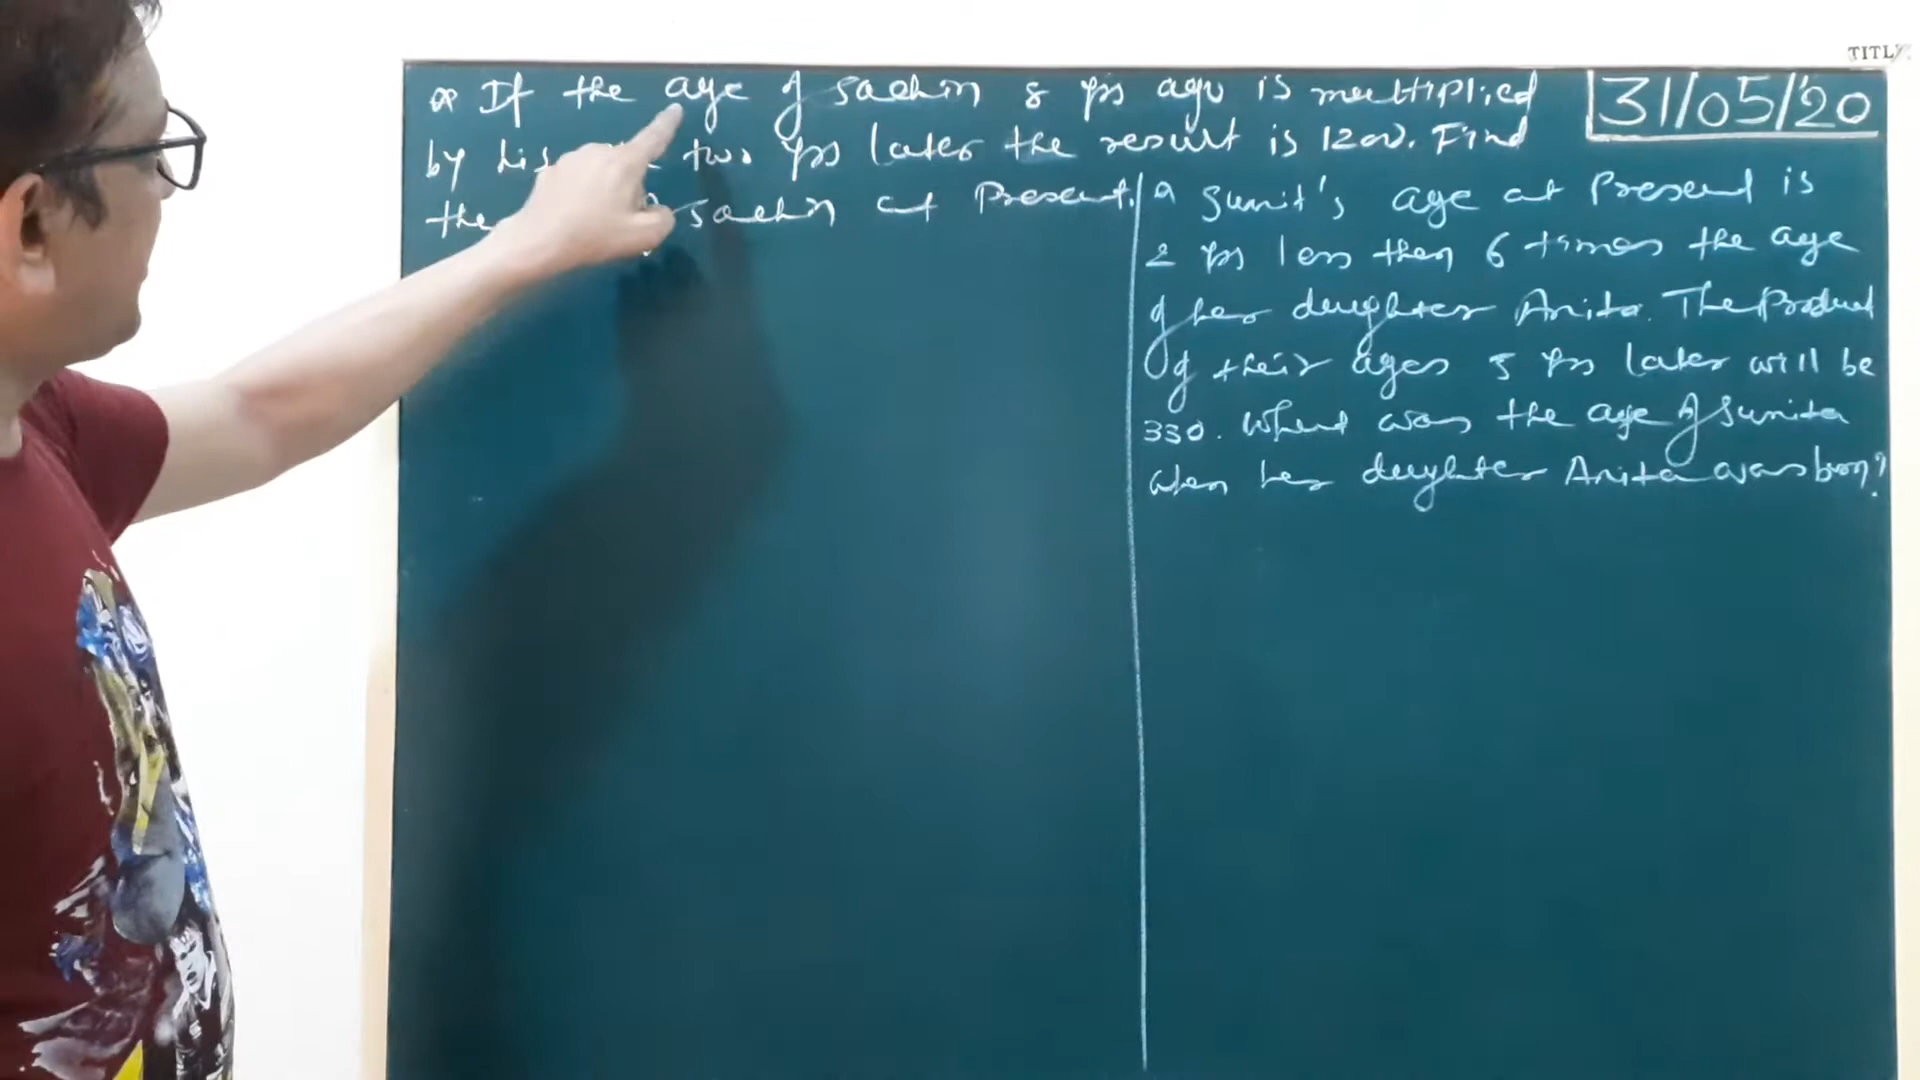 If the age of sachin 8 yrs ago is multiplied
by his two yrs later the result is 1200. Find
the sachin at Present.
31/05/20
Q Sunit's age at Present is
2 yrs less then 6 times the age
of her daughter Anita. The Product
of their ages 5 yrs later will be
330. What was the age of Sunita
when her daughter Anita was born?
TITL